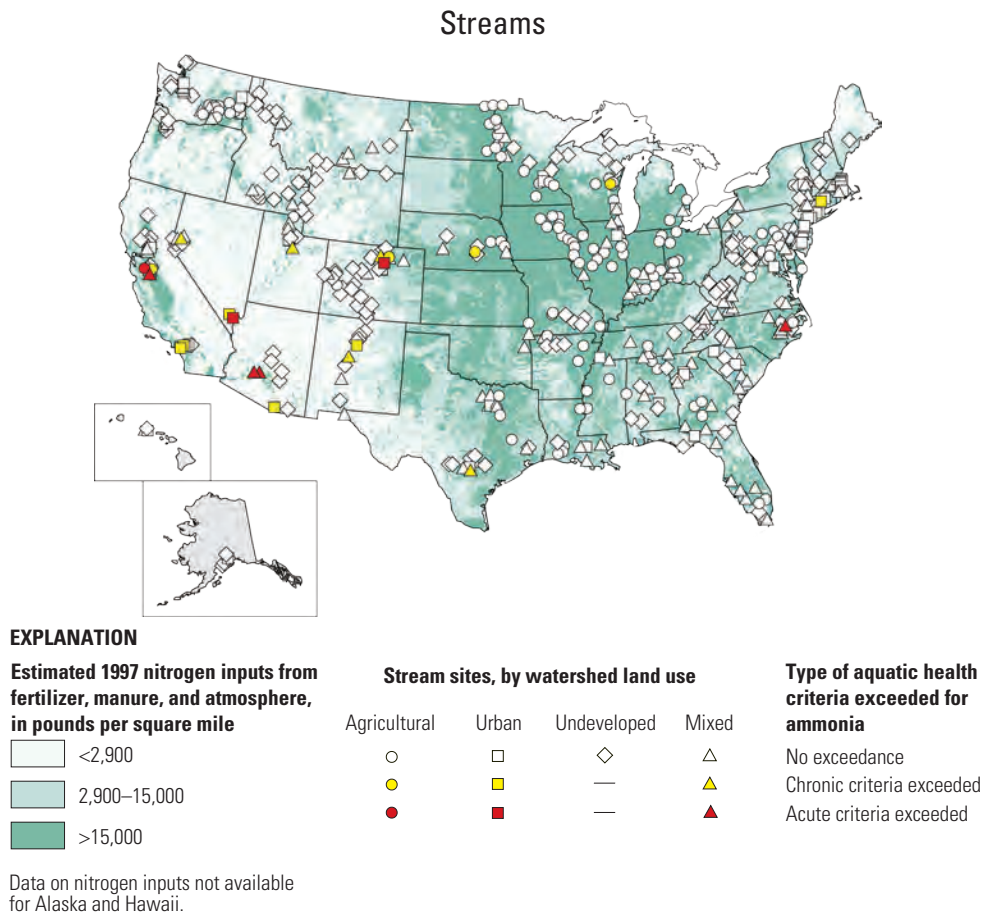 Streams
EXPLANATION
Estimated 1997 nitrogen inputs from
fertilizer, manure, and atmosphere,
in pounds per square mile
<2,900
2,900–15,000
>15,000
Data on nitrogen inputs not available
for Alaska and Hawaii.
Stream sites, by watershed land use
Agricultural Urban Undeveloped Mixed
Type of aquatic health
criteria exceeded for
ammonia
No exceedance
Chronic criteria exceeded
Acute criteria exceeded